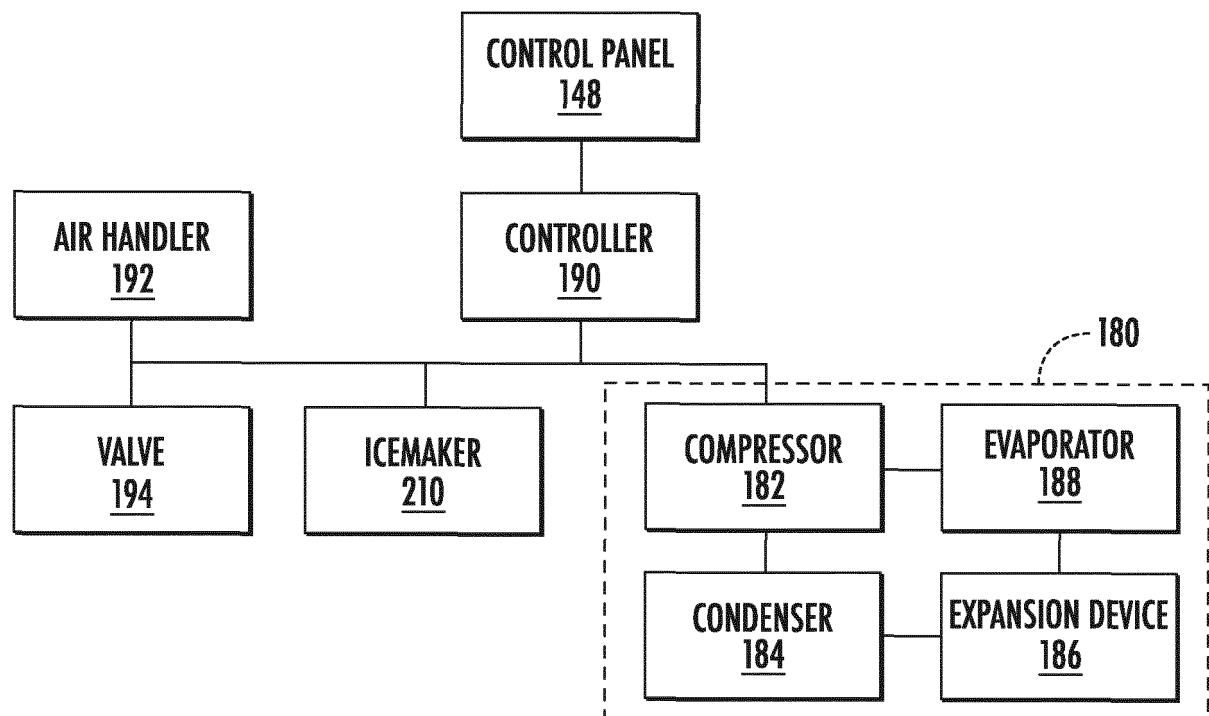 CONTROL PANEL
148
AIR HANDLER
192
CONTROLLER
190
180
VALVE
194
ICEMAKER
210
COMPRESSOR
182
EVAPORATOR
188
CONDENSER
184
EXPANSION DEVICE
186